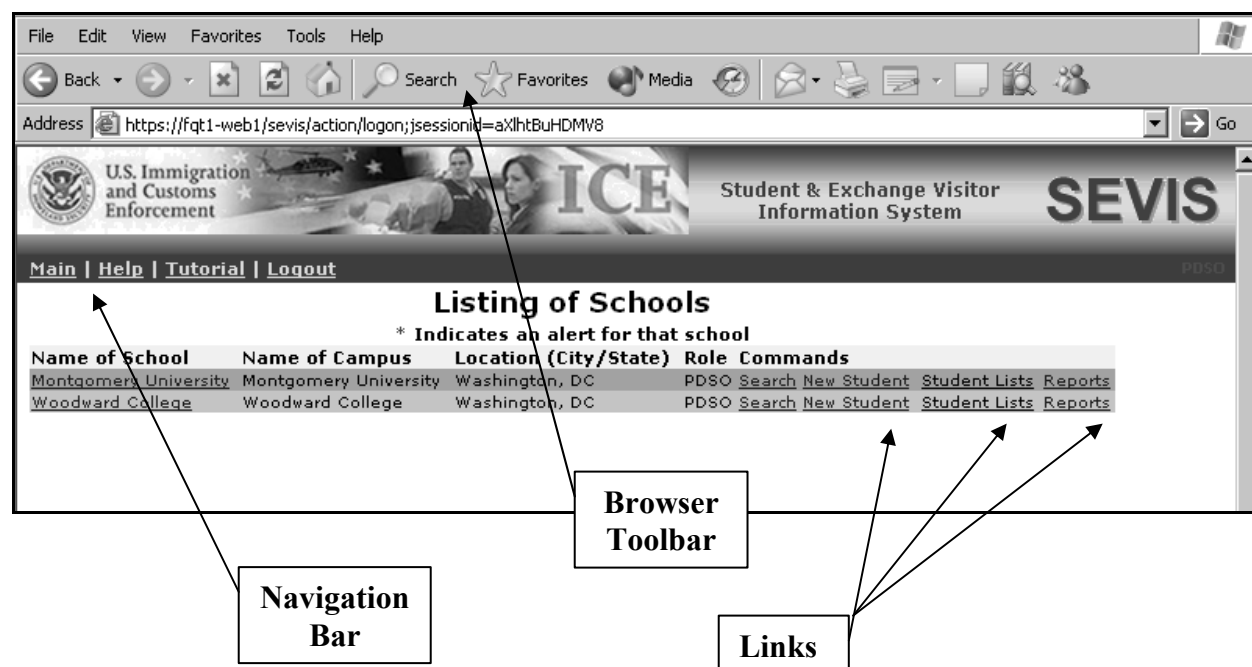 File Edit View Favorites Tools Help
Back Search Favorites Media
Address https://fqt1-web1/sevis/action/logon;jsessionid=aXlhtBuHDMV8 Go
U.S. Immigration
and Customs
Enforcement
ICE
Student & Exchange Visitor
Information System
SEVIS
Main | Help | Tutorial | Logout PDSO
Listing of Schools
* Indicates an alert for that school
Name of School Name of Campus Location (City/State) Role Commands
Montgomery University Montgomery University Washington, DC PDSO Search New Student Student Lists Reports
Woodward College Woodward College Washington, DC PDSO Search New Student Student Lists Reports
Browser
Toolbar
Navigation
Bar
Links